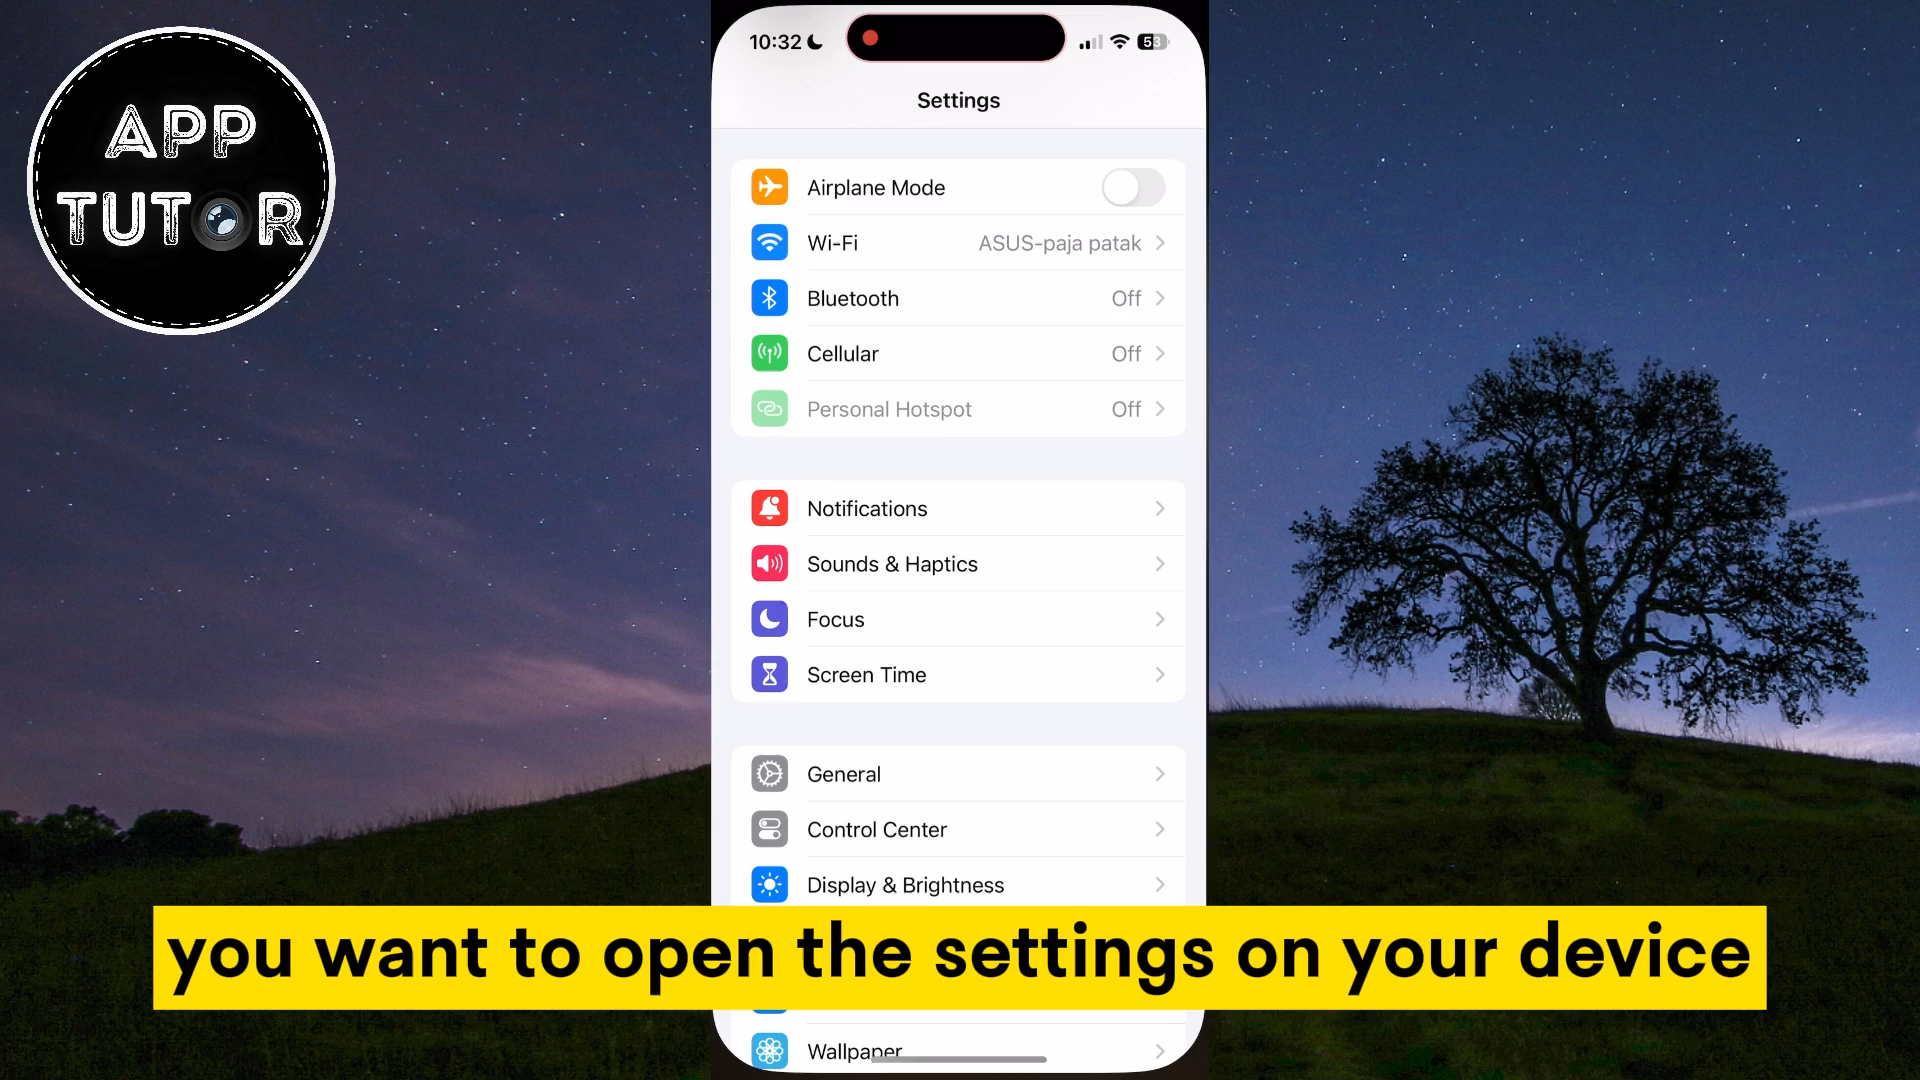 APP
TUTOR
10:32
53
Settings
Airplane Mode
Wi-Fi ASUS-paja patak
Bluetooth Off
Cellular Off
Personal Hotspot Off
Notifications
Sounds & Haptics
Focus
Screen Time
General
Control Center
Display & Brightness
you want to open the settings on your device
Wallpaper